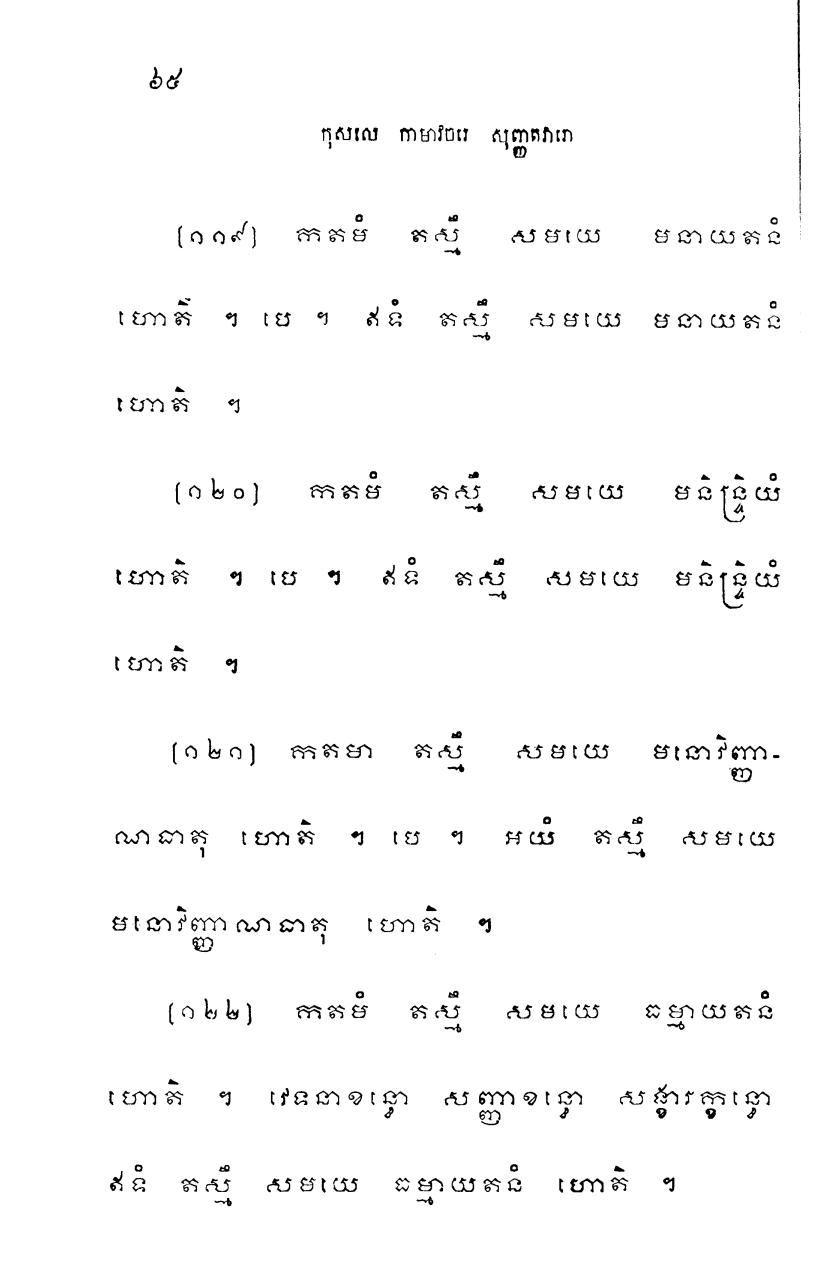 ៦៥
កុសលេ កាមាវចរេ សុញ្ញតវារោ
(១១៩) កតមំ តស្មឹ សមយេ មនាយតនំ
ហោតិ ។ បេ ។ ឥទំ តស្មឹ សមយេ មនាយតនំ
ហោតិ ។
(១២០) កតមំ តស្មឹ សមយេ មនិន្ទ្រិយំ
ហោតិ ។ បេ ។ ឥទំ តស្មឹ សមយេ មនិន្ទ្រិយំ
ហោតិ ។
(១២១) កតមា តស្មឹ សមយេ មនោវិញ្ញា-
ណធាតុ ហោតិ ។ បេ ។ អយំ តស្មឹ សមយេ
មនោវិញ្ញាណធាតុ ហោតិ ។
(១២២) កតមំ តស្មឹ សមយេ ធម្មាយតនំ
ហោតិ ។ វេទនាខន្ធោ សញ្ញាខន្ធោ សង្ខារក្ខន្ធោ
ឥទំ តស្មឹ សមយេ ធម្មាយតនំ ហោតិ ។